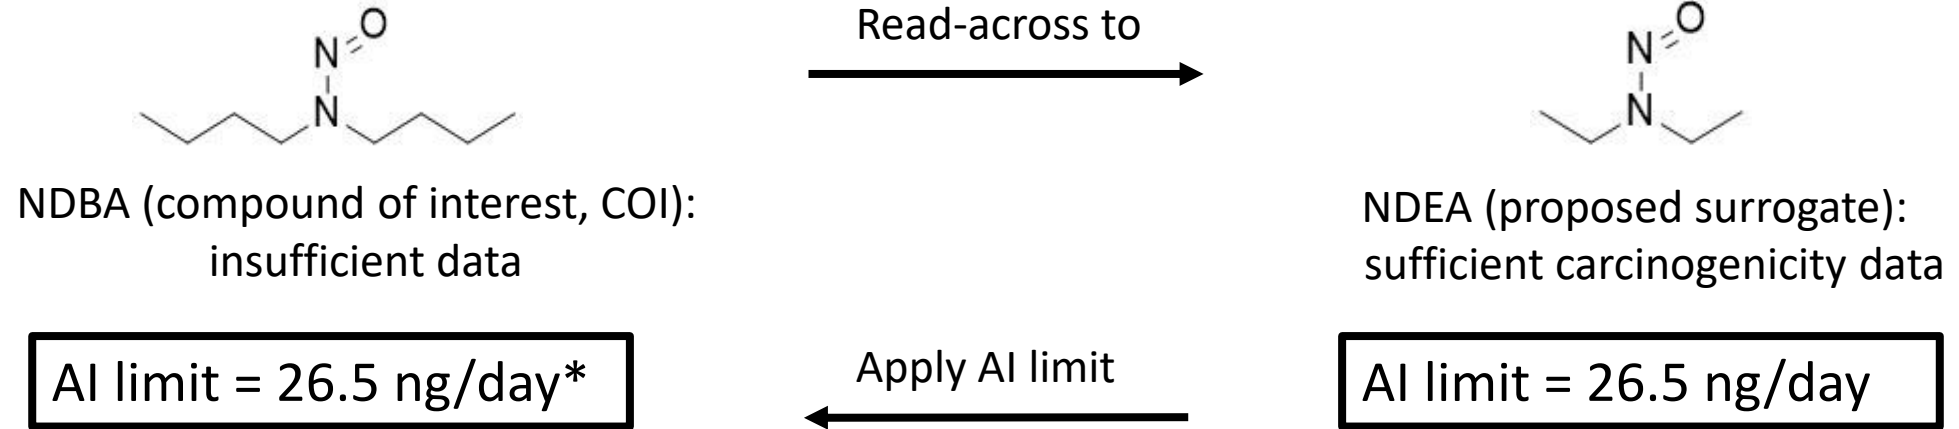 N=O
N
NDBA (compound of interest, COI):
insufficient data
AI limit = 26.5 ng/day*
Read-across to
Apply AI limit
N=O
N
NDEA (proposed surrogate):
sufficient carcinogenicity data
AI limit = 26.5 ng/day